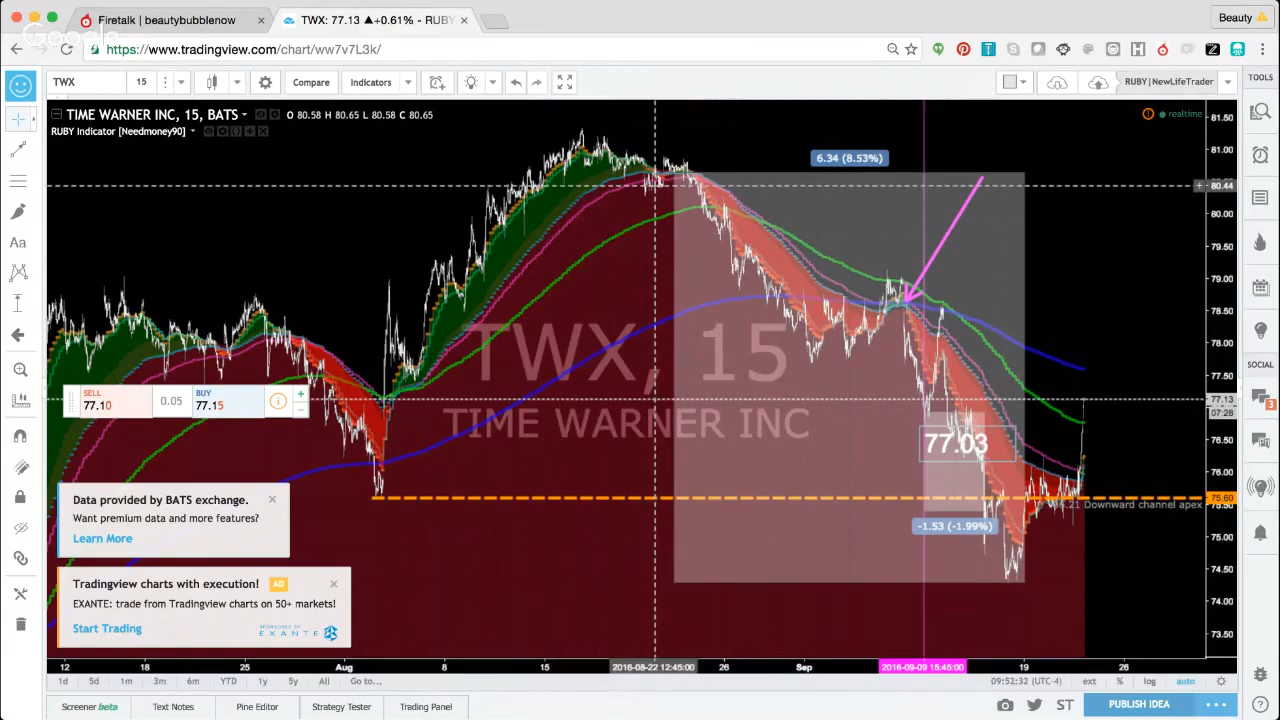 Firetalk | beautybubblenow
TWX: 77.13 ▲+0.61% - RUBY
Beauty
Google
https://www.tradingview.com/chart/ww7v7L3k/
TWX
15
Compare
Indicators
RUBY|NewLifeTrader
TOOLS
TIME WARNER INC, 15, BATS
O 80.58 H 80.65 L 80.58 C 80.65
realtime
RUBY Indicator [Needmoney90]
81.50
81.00
6.34 (8.53%)
80.44
80.00
79.50
79.00
78.50
78.00
77.50
77.13
07:28
76.50
76.00
75.60
75.00
74.50
74.00
73.50
TWX, 15
TIME WARNER INC
SOCIAL
3
SELL
77.10
0.05
BUY
77.15
77.03
Downward channel apex
-1.53 (-1.99%)
Data provided by BATS exchange.
Want premium data and more features?
Learn More
Tradingview charts with execution! AD
EXANTE: trade from Tradingview charts on 50+ markets!
Start Trading
SPONSORED BY
EXANTE
12
18
25
Aug
8
15
2016-08-22 12:45:00
26
Sep
2016-09-09 15:45:00
19
26
1d 5d 1m 3m 6m YTD 1y 5y All Go to...
09:52:32 (UTC-4) ext % log auto
Screener beta
Text Notes
Pine Editor
Strategy Tester
Trading Panel
ST
PUBLISH IDEA
Aa